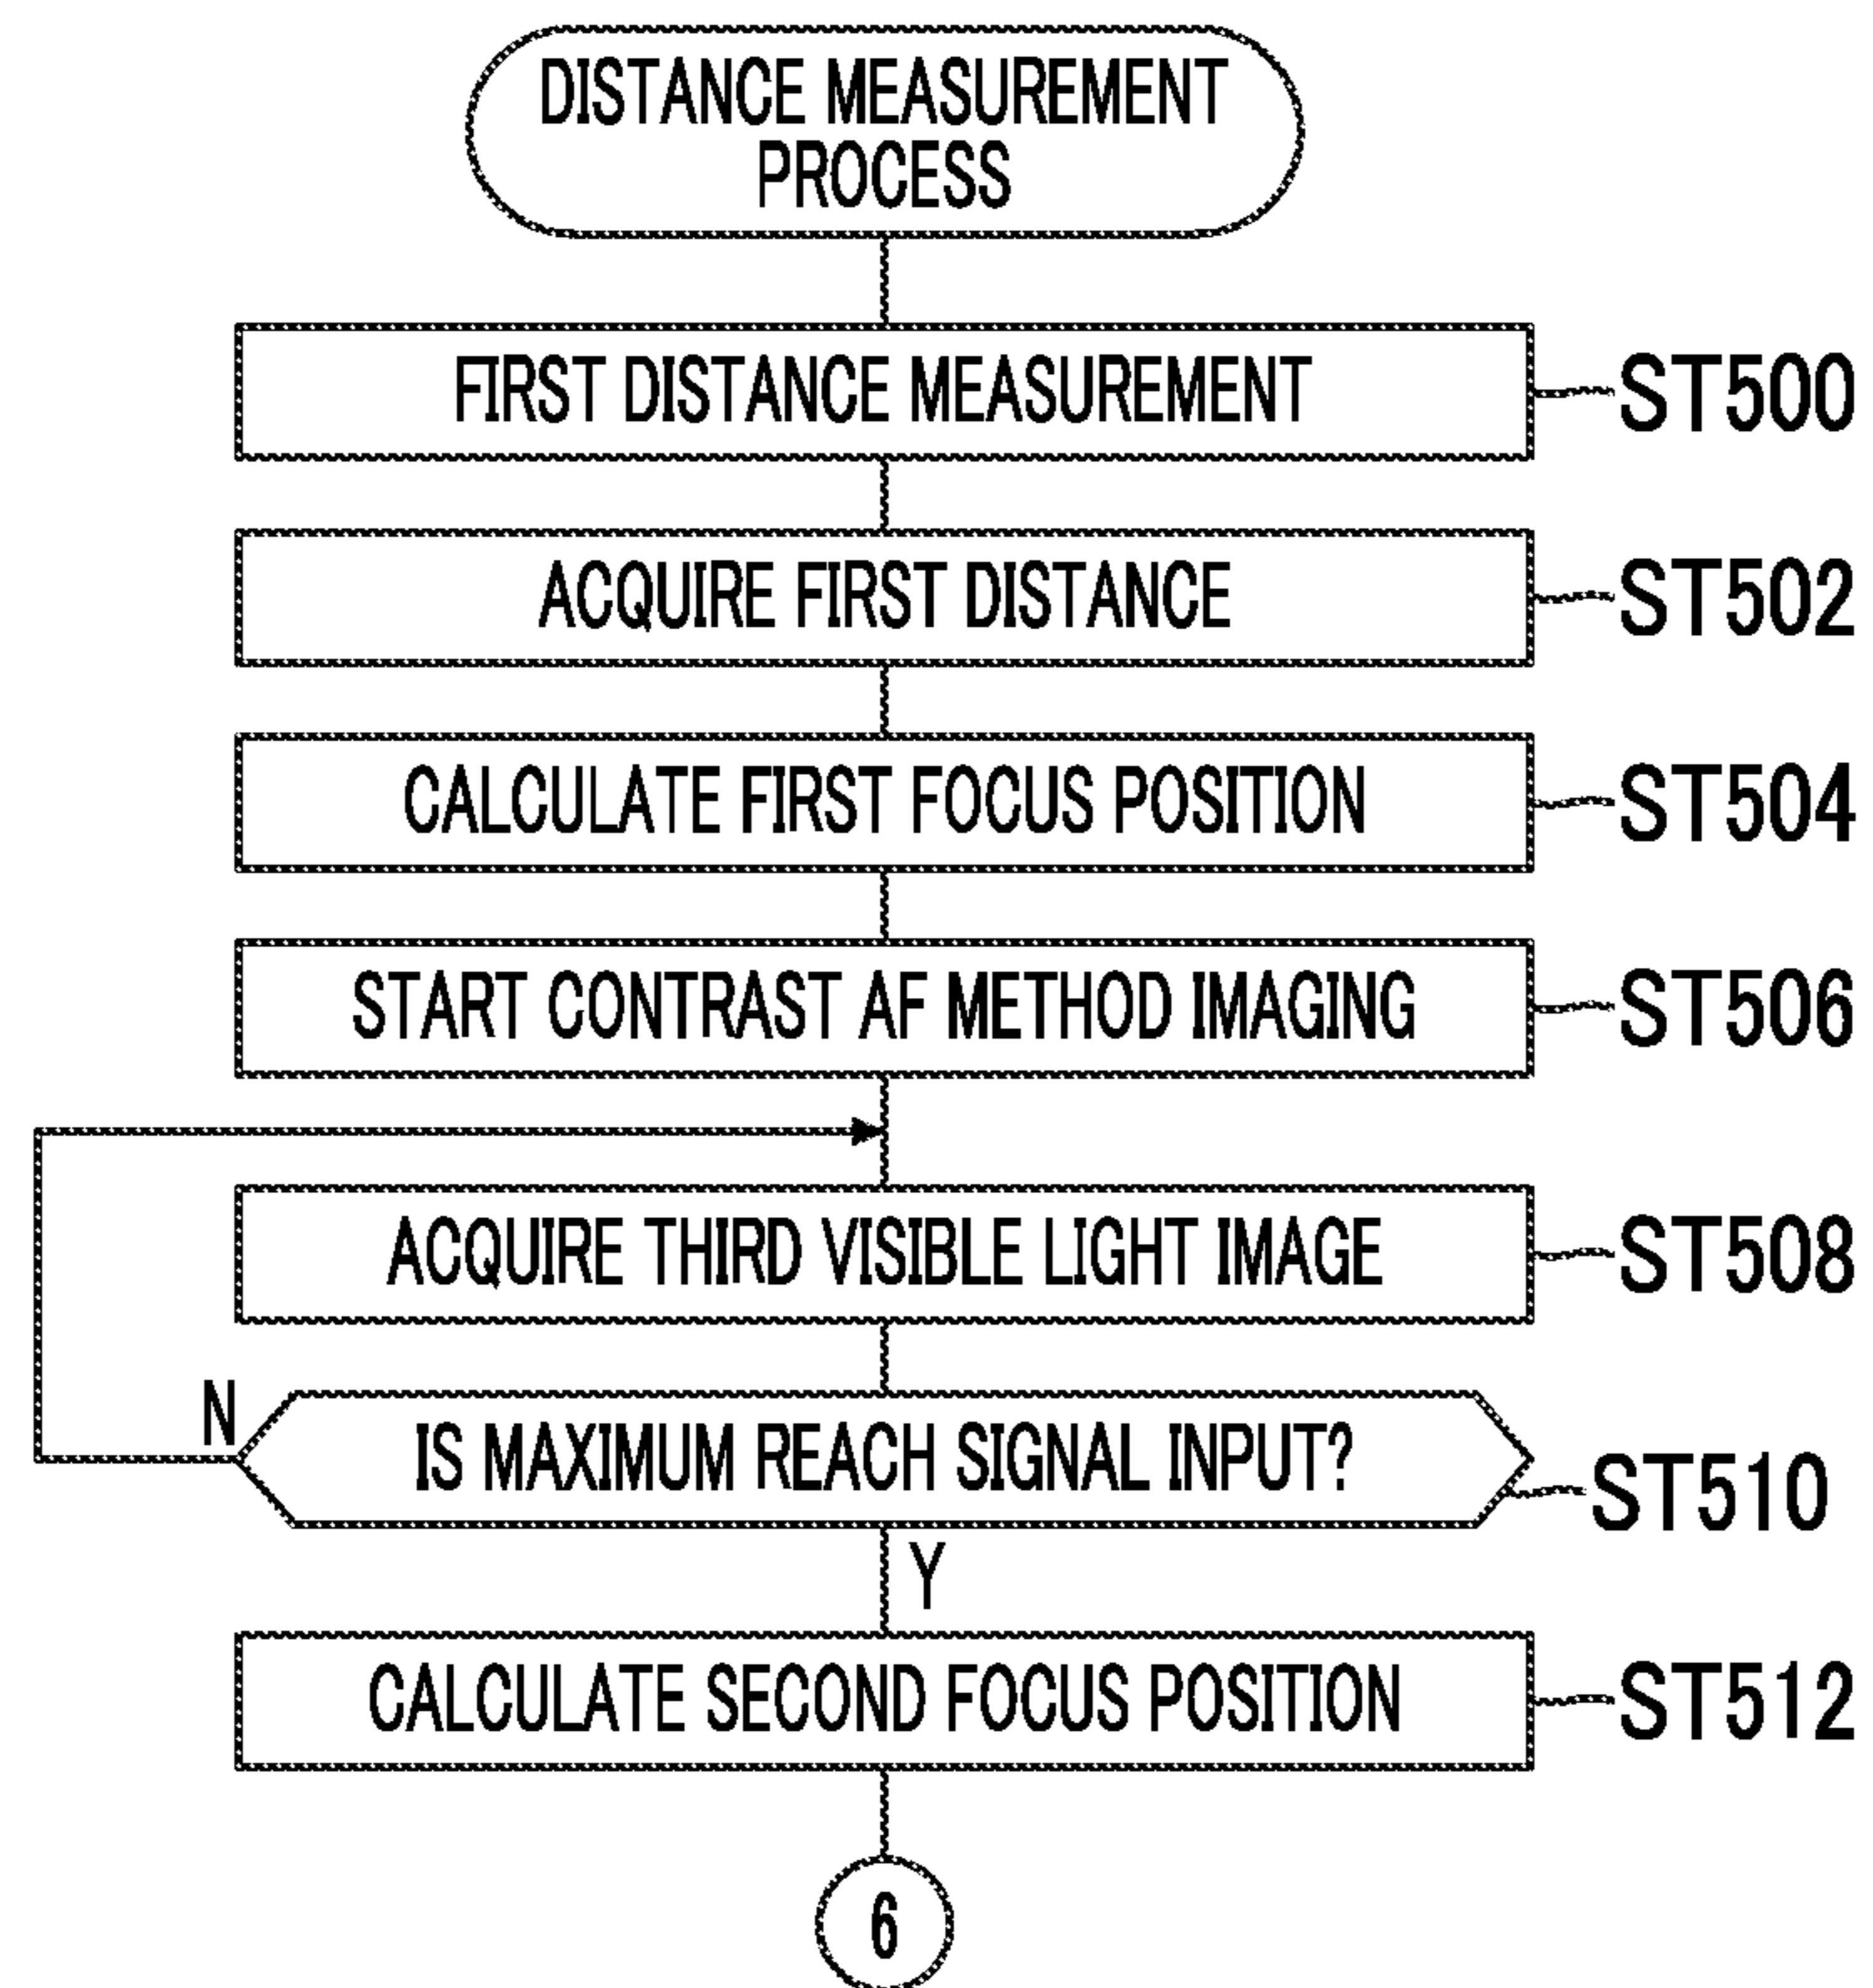 DISTANCE MEASUREMENT
PROCESS
FIRST DISTANCE MEASUREMENT
ST500
ACQUIRE FIRST DISTANCE
ST502
CALCULATE FIRST FOCUS POSITION
ST504
START CONTRAST AF METHOD IMAGING
ST506
ACQUIRE THIRD VISIBLE LIGHT IMAGE
ST508
N
IS MAXIMUM REACH SIGNAL INPUT?
ST510
Y
CALCULATE SECOND FOCUS POSITION
ST512
6